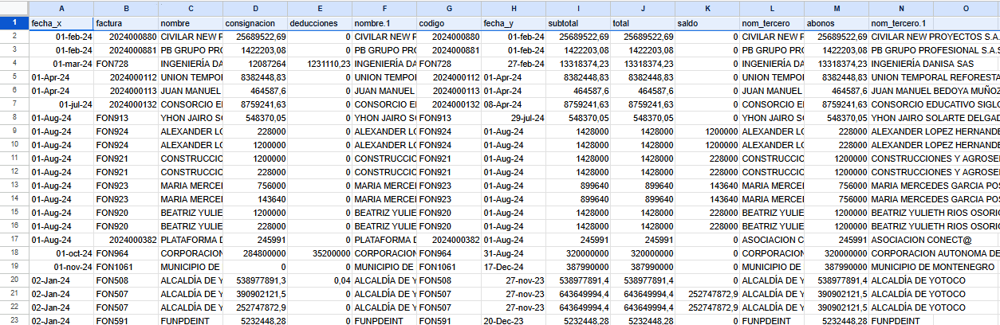 A B C D E F G H I J K L M N O
1 fecha_x factura nombre consignacion deducciones nombre.1 codigo fecha_y subtotal total saldo nom_tercero abonos nom_tercero.1
2 01-feb-24 2024000880 CIVILAR NEW F 25689522,69 0 CIVILAR NEW F 2024000880 01-feb-24 25689522,69 25689522,69 0 CIVILAR NEW F 25689522,69 CIVILAR NEW PROYECTOS S.A.
3 01-feb-24 2024000881 PB GRUPO PRO 1422203,08 0 PB GRUPO PRO 2024000881 01-feb-24 1422203,08 1422203,08 0 PB GRUPO PRO 1422203,08 PB GRUPO PROFESIONAL S.A.S
4 01-mar-24 FON728 INGENIERÍA DA 12087264 1231110,23 INGENIERÍA DA FON728 27-feb-24 13318374,23 13318374,23 0 INGENIERÍA DA 13318374,23 INGENIERÍA DANISA SAS
5 01-Apr-24 2024000112 UNION TEMPOI 8382448,83 0 UNION TEMPOI 2024000112 01-Apr-24 8382448,83 8382448,83 0 UNION TEMPOI 8382448,83 UNION TEMPORAL REFORESTA
6 01-Apr-24 2024000113 JUAN MANUEL 464587,6 0 JUAN MANUEL 2024000113 01-Apr-24 464587,6 464587,6 0 JUAN MANUEL 464587,6 JUAN MANUEL BEDOYA MUÑOZ
7 01-jul-24 2024000132 CONSORCIO EI 8759241,63 0 CONSORCIO EI 2024000132 08-Apr-24 8759241,63 8759241,63 0 CONSORCIO EI 8759241,63 CONSORCIO EDUCATIVO SIGLO
8 01-Aug-24 FON913 YHON JAIRO SO 548370,05 0 YHON JAIRO SO FON913 29-jul-24 548370,05 548370,05 0 YHON JAIRO SO 548370,05 YHON JAIRO SOLARTE DELGAD
9 01-Aug-24 FON924 ALEXANDER LO 228000 0 ALEXANDER LO FON924 01-Aug-24 1428000 1428000 1200000 ALEXANDER LO 228000 ALEXANDER LOPEZ HERNANDE
10 01-Aug-24 FON924 ALEXANDER LO 1200000 0 ALEXANDER LO FON924 01-Aug-24 1428000 1428000 1200000 ALEXANDER LO 228000 ALEXANDER LOPEZ HERNANDE
11 01-Aug-24 FON921 CONSTRUCCIO 1200000 0 CONSTRUCCIO FON921 01-Aug-24 1428000 1428000 228000 CONSTRUCCIO 1200000 CONSTRUCCIONES Y AGROSEI
12 01-Aug-24 FON921 CONSTRUCCIO 228000 0 CONSTRUCCIO FON921 01-Aug-24 1428000 1428000 228000 CONSTRUCCIO 1200000 CONSTRUCCIONES Y AGROSEI
13 01-Aug-24 FON923 MARIA MERCEI 756000 0 MARIA MERCEI FON923 01-Aug-24 899640 899640 143640 MARIA MERCEI 756000 MARIA MERCEDES GARCIA POS
14 01-Aug-24 FON923 MARIA MERCEI 143640 0 MARIA MERCEI FON923 01-Aug-24 899640 899640 143640 MARIA MERCEI 756000 MARIA MERCEDES GARCIA POS
15 01-Aug-24 FON920 BEATRIZ YULIE 1200000 0 BEATRIZ YULIE FON920 01-Aug-24 1428000 1428000 228000 BEATRIZ YULIE 1200000 BEATRIZ YULIETH RIOS OSORIO
16 01-Aug-24 FON920 BEATRIZ YULIE 228000 0 BEATRIZ YULIE FON920 01-Aug-24 1428000 1428000 228000 BEATRIZ YULIE 1200000 BEATRIZ YULIETH RIOS OSORIO
17 01-Aug-24 2024000382 PLATAFORMA D 245991 0 PLATAFORMA D 2024000382 01-Aug-24 245991 245991 0 ASOCIACION C 245991 ASOCIACION CONECT@
18 01-oct-24 FON964 CORPORACION 284800000 35200000 CORPORACION FON964 31-Aug-24 320000000 320000000 0 CORPORACION 320000000 CORPORACION AUTONOMA DE
19 01-nov-24 FON1061 MUNICIPIO DE 0 0 MUNICIPIO DE FON1061 17-Dec-24 387990000 387990000 0 MUNICIPIO DE 387990000 MUNICIPIO DE MONTENEGRO
20 02-Jan-24 FON508 ALCALDÍA DE Y 538977891,3 0,04 ALCALDÍA DE Y FON508 27-nov-23 538977891,4 538977891,4 0 ALCALDÍA DE Y 538977891,4 ALCALDÍA DE YOTOCO
21 02-Jan-24 FON507 ALCALDÍA DE Y 390902121,5 0 ALCALDÍA DE Y FON507 27-nov-23 643649994,4 643649994,4 252747872,9 ALCALDÍA DE Y 390902121,5 ALCALDÍA DE YOTOCO
22 02-Jan-24 FON507 ALCALDÍA DE Y 252747872,9 0 ALCALDÍA DE Y FON507 27-nov-23 643649994,4 643649994,4 252747872,9 ALCALDÍA DE Y 390902121,5 ALCALDÍA DE YOTOCO
23 02-Jan-24 FON591 FUNPDEINT 5232448,28 0 FUNPDEINT FON591 20-Dec-23 5232448,28 5232448,28 0 FUNPDEINT 5232448,28 FUNPDEINT